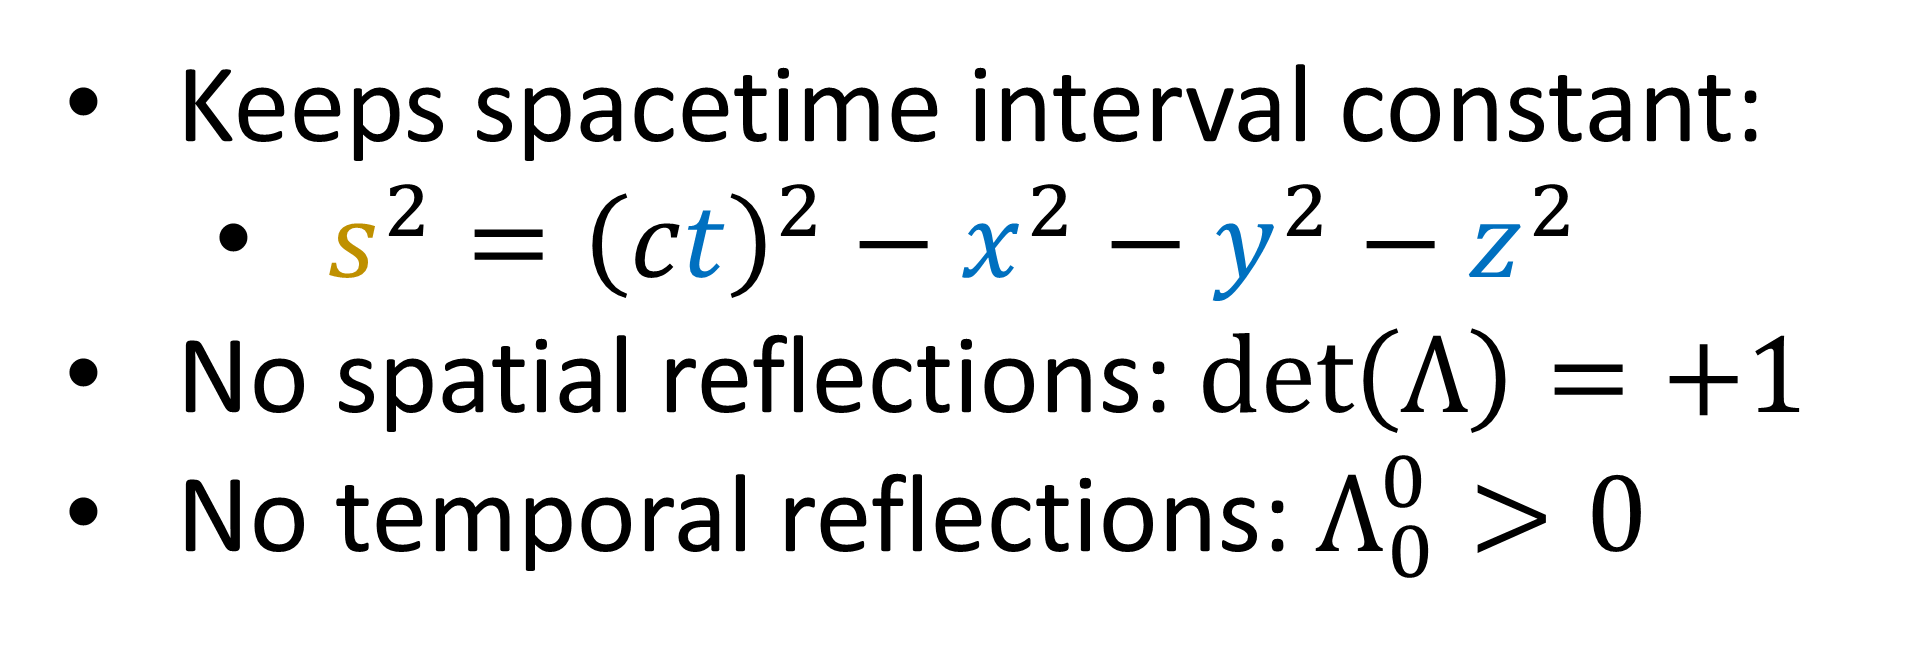 • Keeps spacetime interval constant:
• s² = (ct)² − x² − y² − z²
• No spatial reflections: det(Λ) = +1
• No temporal reflections: Λ⁰₀ > 0